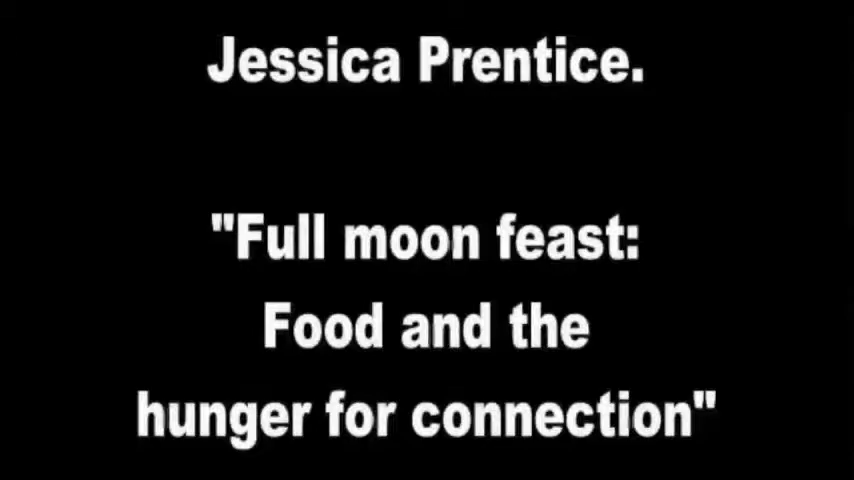 Jessica Prentice.
"Full moon feast:
Food and the
hunger for connection"